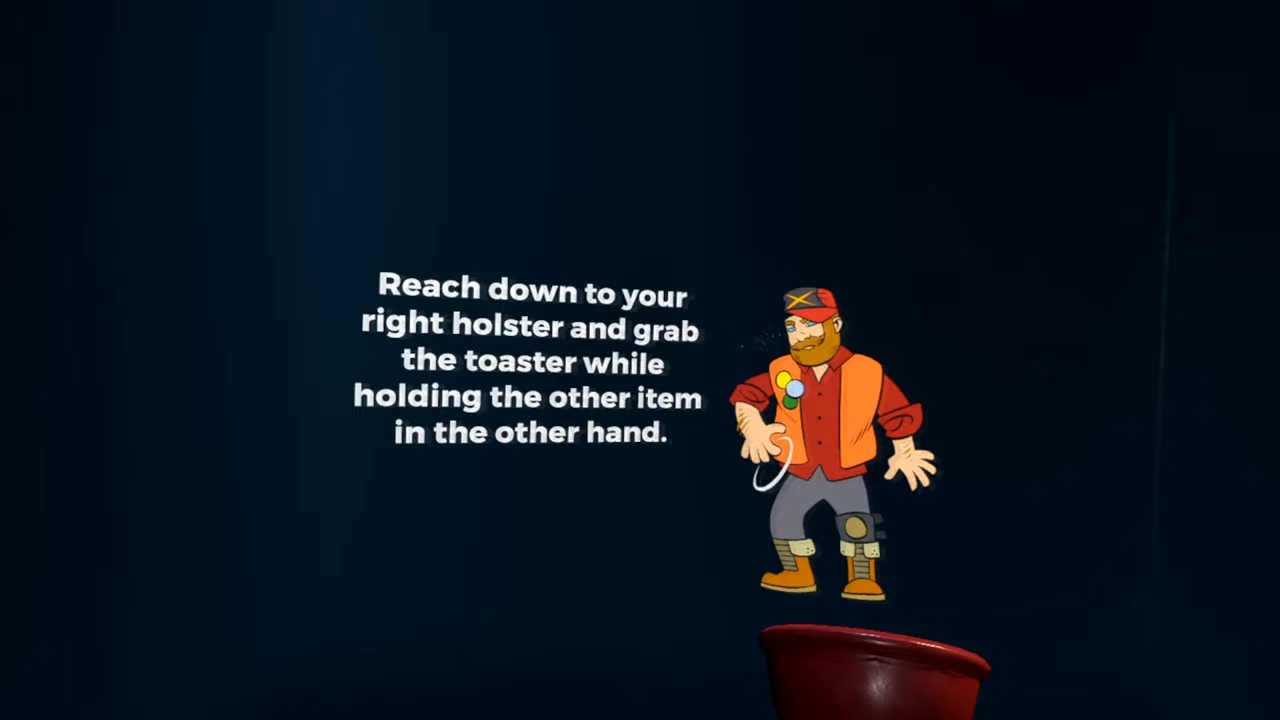 Reach down to your
right holster and grab
the toaster while
holding the other item
in the other hand.